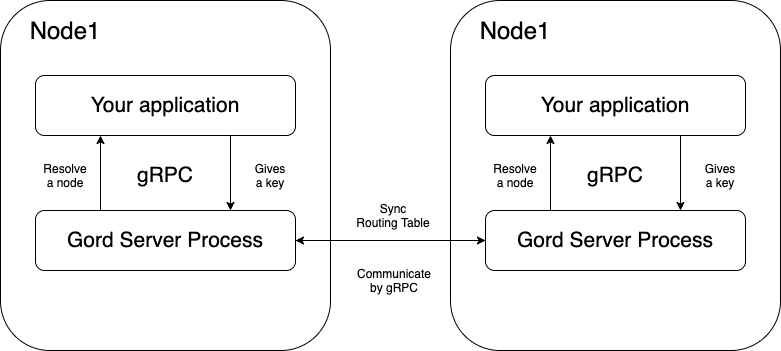 Node1
Your application
Resolve
a node
gRPC
Gives
a key
Gord Server Process
Sync
Routing Table
Communicate
by gRPC
Node1
Your application
Resolve
a node
gRPC
Gives
a key
Gord Server Process